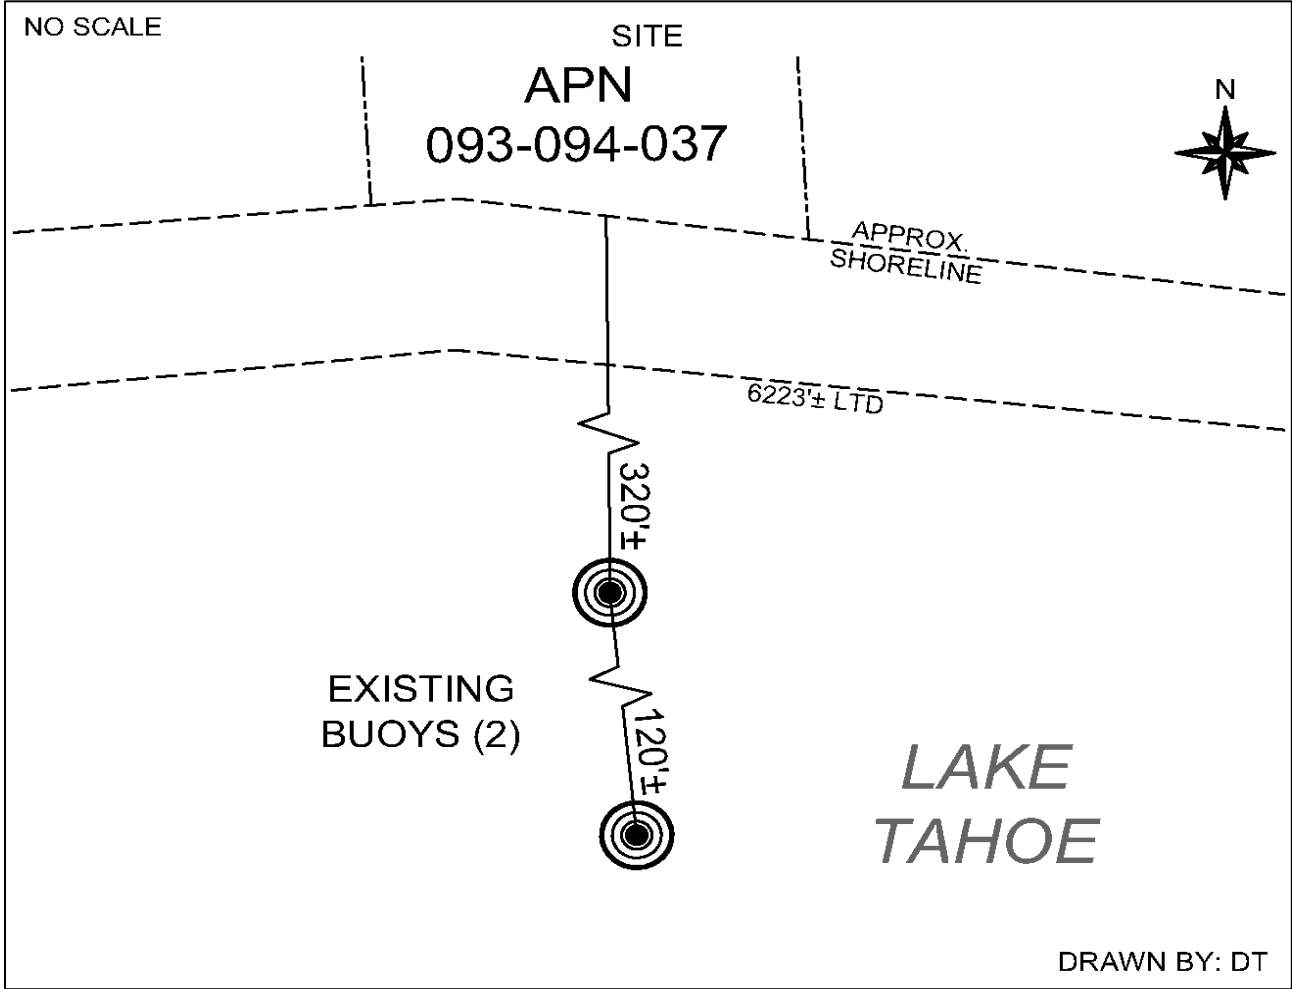 NO SCALE
SITE
APN
093-094-037
N
APPROX.
SHORELINE
6223'± LTD
320'±
EXISTING
BUOYS (2)
120'±
LAKE
TAHOE
DRAWN BY: DT